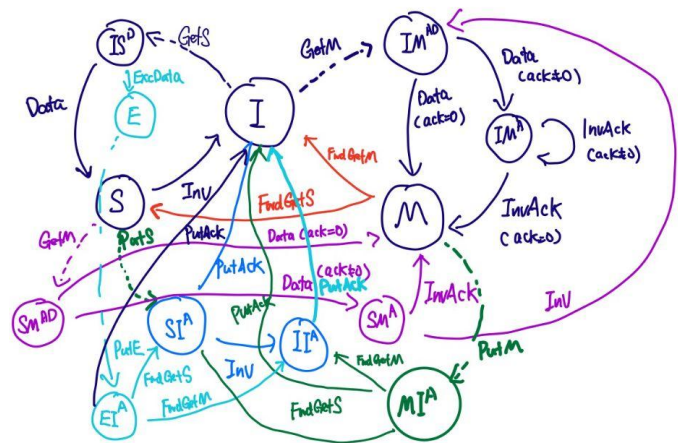 IS^D
GetS
GetM
IM^AD
ExcData
Data
(ack≠0)
E
Data
I
Data
(ack=0)
IM^A
InvAck
(ack≠0)
FwdGetM
S
Inv
FwdGetS
M
InvAck
(ack=0)
GetM
PutS
PutAck
Data (ack=0)
PutAck
Data
(ack≠0)
PutAck
InvAck
Inv
SM^AD
SI^A
PutAck
SM^A
PutE
Inv
II^A
FwdGetM
PutM
FwdGetS
FwdGetM
EI^A
FwdGetS
MI^A